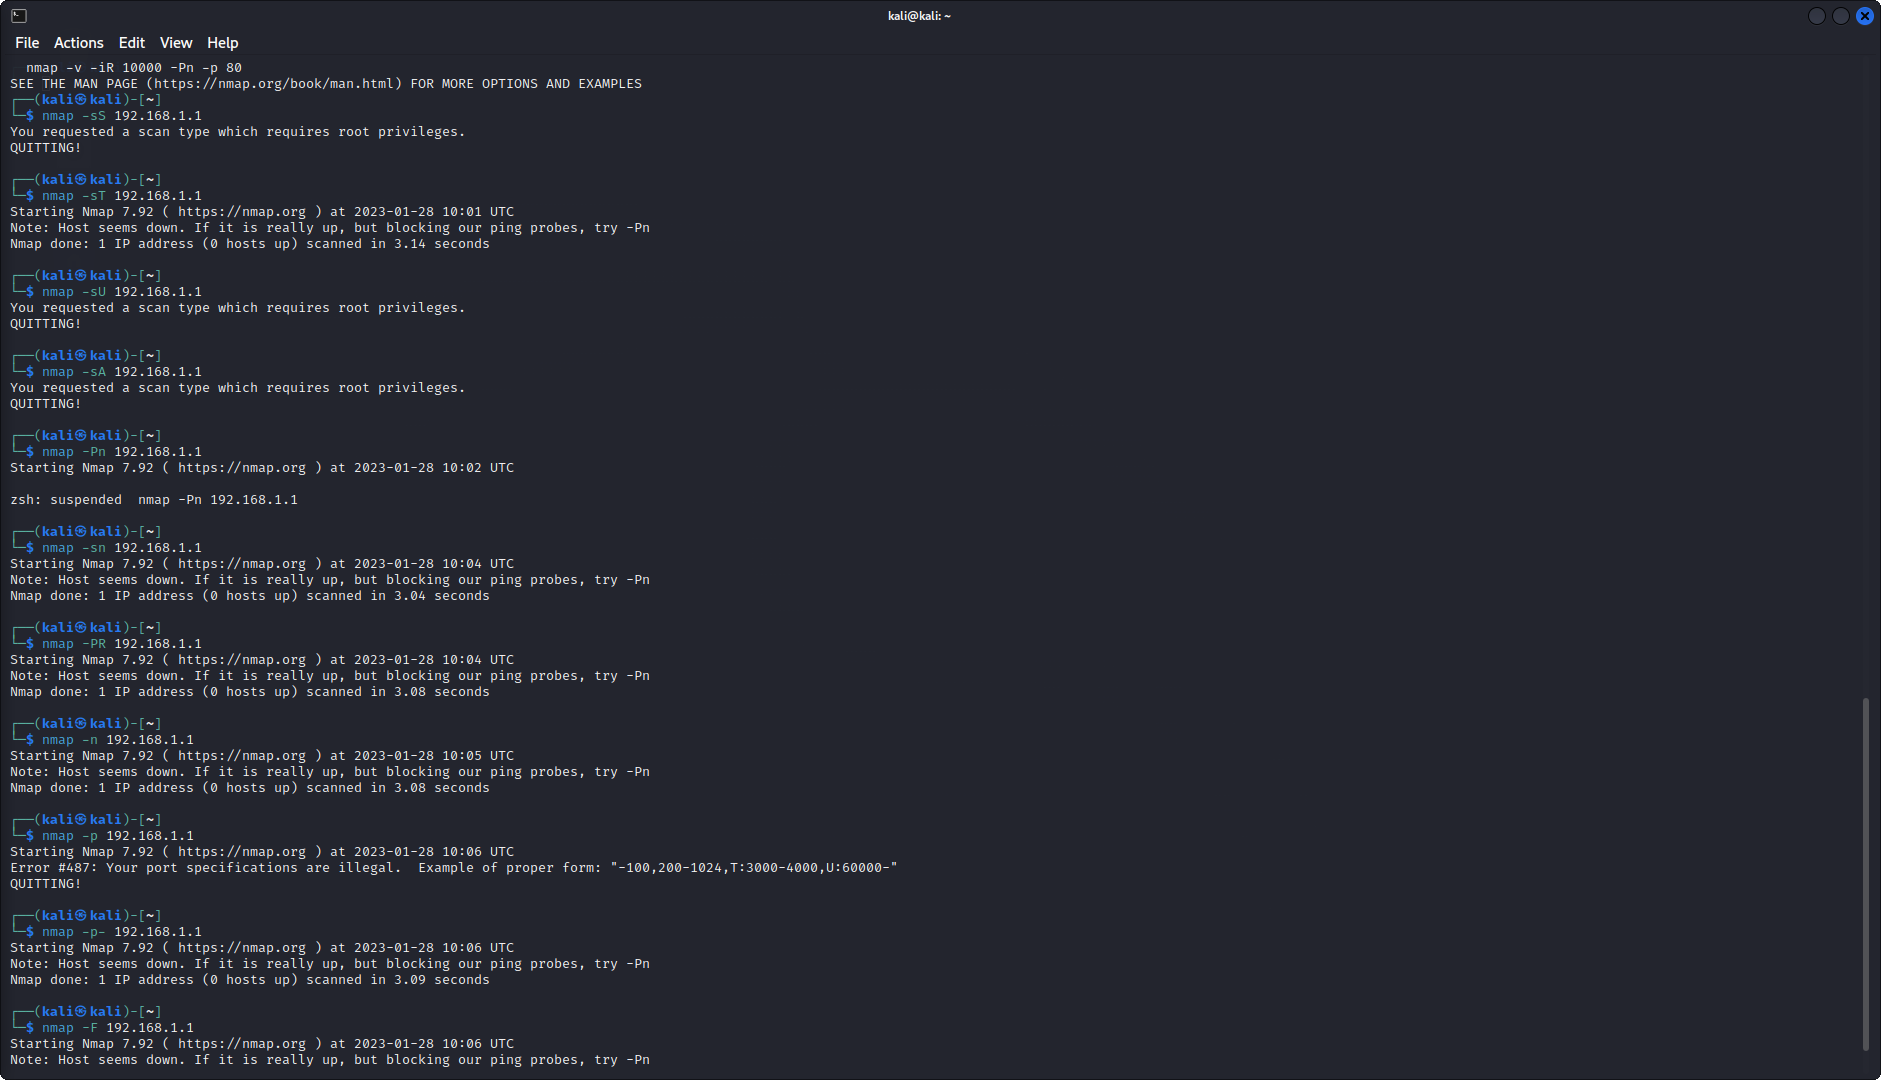 kali@kali: ~
File Actions Edit View Help
nmap -v -iR 10000 -Pn -p 80
SEE THE MAN PAGE (https://nmap.org/book/man.html) FOR MORE OPTIONS AND EXAMPLES
┌──(kali㉿kali)-[~]
└─$ nmap -sS 192.168.1.1
You requested a scan type which requires root privileges.
QUITTING!
┌──(kali㉿kali)-[~]
└─$ nmap -sT 192.168.1.1
Starting Nmap 7.92 ( https://nmap.org ) at 2023-01-28 10:01 UTC
Note: Host seems down. If it is really up, but blocking our ping probes, try -Pn
Nmap done: 1 IP address (0 hosts up) scanned in 3.14 seconds
┌──(kali㉿kali)-[~]
└─$ nmap -sU 192.168.1.1
You requested a scan type which requires root privileges.
QUITTING!
┌──(kali㉿kali)-[~]
└─$ nmap -sA 192.168.1.1
You requested a scan type which requires root privileges.
QUITTING!
┌──(kali㉿kali)-[~]
└─$ nmap -Pn 192.168.1.1
Starting Nmap 7.92 ( https://nmap.org ) at 2023-01-28 10:02 UTC
zsh: suspended  nmap -Pn 192.168.1.1
┌──(kali㉿kali)-[~]
└─$ nmap -sn 192.168.1.1
Starting Nmap 7.92 ( https://nmap.org ) at 2023-01-28 10:04 UTC
Note: Host seems down. If it is really up, but blocking our ping probes, try -Pn
Nmap done: 1 IP address (0 hosts up) scanned in 3.04 seconds
┌──(kali㉿kali)-[~]
└─$ nmap -PR 192.168.1.1
Starting Nmap 7.92 ( https://nmap.org ) at 2023-01-28 10:04 UTC
Note: Host seems down. If it is really up, but blocking our ping probes, try -Pn
Nmap done: 1 IP address (0 hosts up) scanned in 3.08 seconds
┌──(kali㉿kali)-[~]
└─$ nmap -n 192.168.1.1
Starting Nmap 7.92 ( https://nmap.org ) at 2023-01-28 10:05 UTC
Note: Host seems down. If it is really up, but blocking our ping probes, try -Pn
Nmap done: 1 IP address (0 hosts up) scanned in 3.08 seconds
┌──(kali㉿kali)-[~]
└─$ nmap -p 192.168.1.1
Starting Nmap 7.92 ( https://nmap.org ) at 2023-01-28 10:06 UTC
Error #487: Your port specifications are illegal.  Example of proper form: "-100,200-1024,T:3000-4000,U:60000-"
QUITTING!
┌──(kali㉿kali)-[~]
└─$ nmap -p- 192.168.1.1
Starting Nmap 7.92 ( https://nmap.org ) at 2023-01-28 10:06 UTC
Note: Host seems down. If it is really up, but blocking our ping probes, try -Pn
Nmap done: 1 IP address (0 hosts up) scanned in 3.09 seconds
┌──(kali㉿kali)-[~]
└─$ nmap -F 192.168.1.1
Starting Nmap 7.92 ( https://nmap.org ) at 2023-01-28 10:06 UTC
Note: Host seems down. If it is really up, but blocking our ping probes, try -Pn